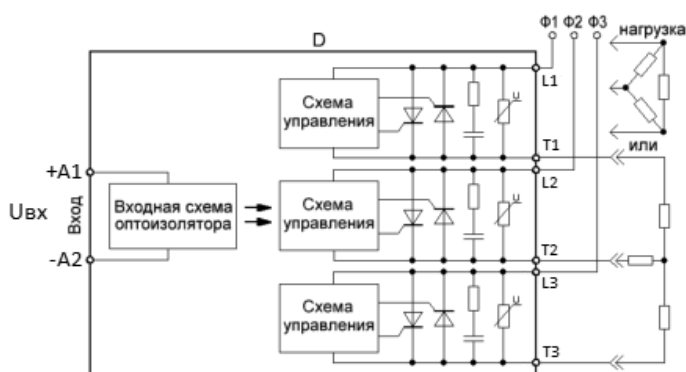 D
Ф1 Ф2 Ф3
нагрузка
или
L1
Схема
управления
u
T1
L2
+A1
Uвх
Вход
-A2
Входная схема
оптоизолятора
Схема
управления
u
T2
L3
Схема
управления
u
T3